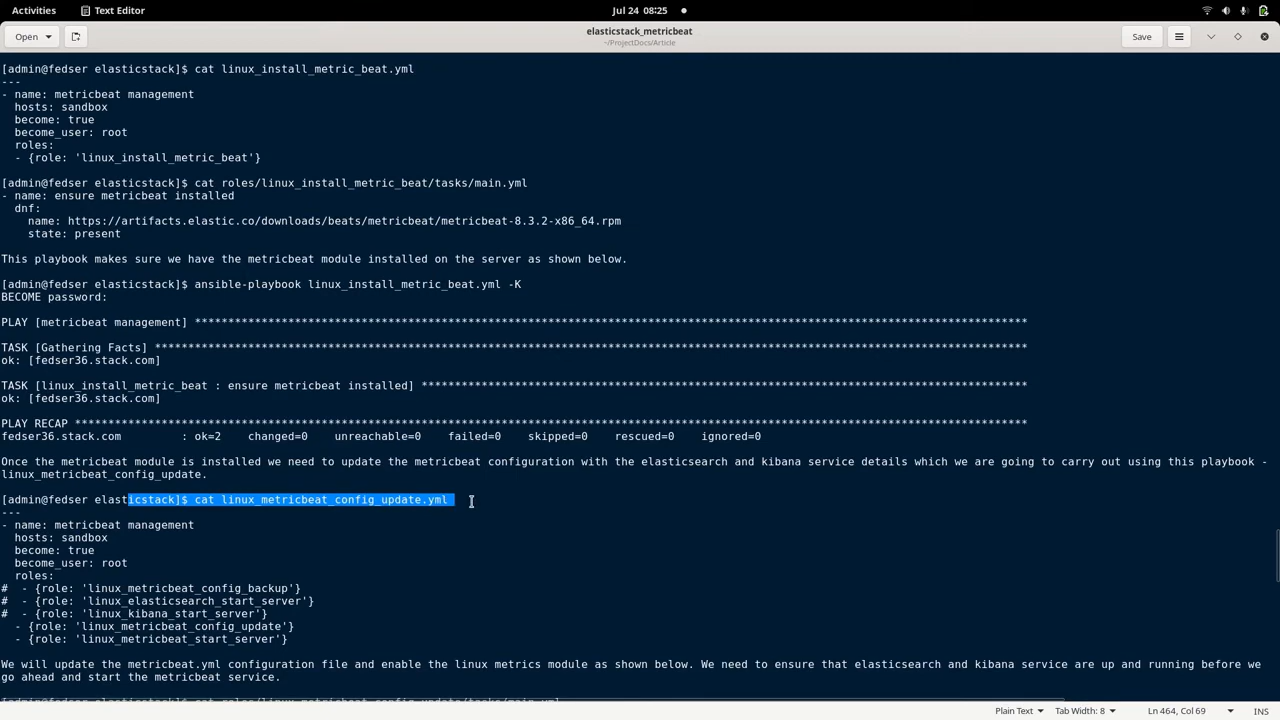 Activities Text Editor Jul 24 08:25
Open elasticstack_metricbeat Save
~/ProjectDocs/Article
[admin@fedser elasticstack]$ cat linux_install_metric_beat.yml
---
- name: metricbeat management
  hosts: sandbox
  become: true
  become_user: root
  roles:
  - {role: 'linux_install_metric_beat'}
[admin@fedser elasticstack]$ cat roles/linux_install_metric_beat/tasks/main.yml
- name: ensure metricbeat installed
  dnf:
    name: https://artifacts.elastic.co/downloads/beats/metricbeat/metricbeat-8.3.2-x86_64.rpm
    state: present
This playbook makes sure we have the metricbeat module installed on the server as shown below.
[admin@fedser elasticstack]$ ansible-playbook linux_install_metric_beat.yml -K
BECOME password:
PLAY [metricbeat management] *****************************************************************************************************************************
TASK [Gathering Facts] ***********************************************************************************************************************************
ok: [fedser36.stack.com]
TASK [linux_install_metric_beat : ensure metricbeat installed] *******************************************************************************************
ok: [fedser36.stack.com]
PLAY RECAP ***********************************************************************************************************************************************
fedser36.stack.com         : ok=2    changed=0    unreachable=0    failed=0    skipped=0    rescued=0    ignored=0
Once the metricbeat module is installed we need to update the metricbeat configuration with the elasticsearch and kibana service details which we are going to carry out using this playbook -
linux_metricbeat_config_update.
[admin@fedser elasticstack]$ cat linux_metricbeat_config_update.yml
---
- name: metricbeat management
  hosts: sandbox
  become: true
  become_user: root
  roles:
#  - {role: 'linux_metricbeat_config_backup'}
#  - {role: 'linux_elasticsearch_start_server'}
#  - {role: 'linux_kibana_start_server'}
  - {role: 'linux_metricbeat_config_update'}
  - {role: 'linux_metricbeat_start_server'}
We will update the metricbeat.yml configuration file and enable the linux metrics module as shown below. We need to ensure that elasticsearch and kibana service are up and running before we
go ahead and start the metricbeat service.
[admin@fedser elasticstack]$ cat roles/linux_metricbeat_config_update/tasks/main.yml
Plain Text Tab Width: 8 Ln 464, Col 69 INS